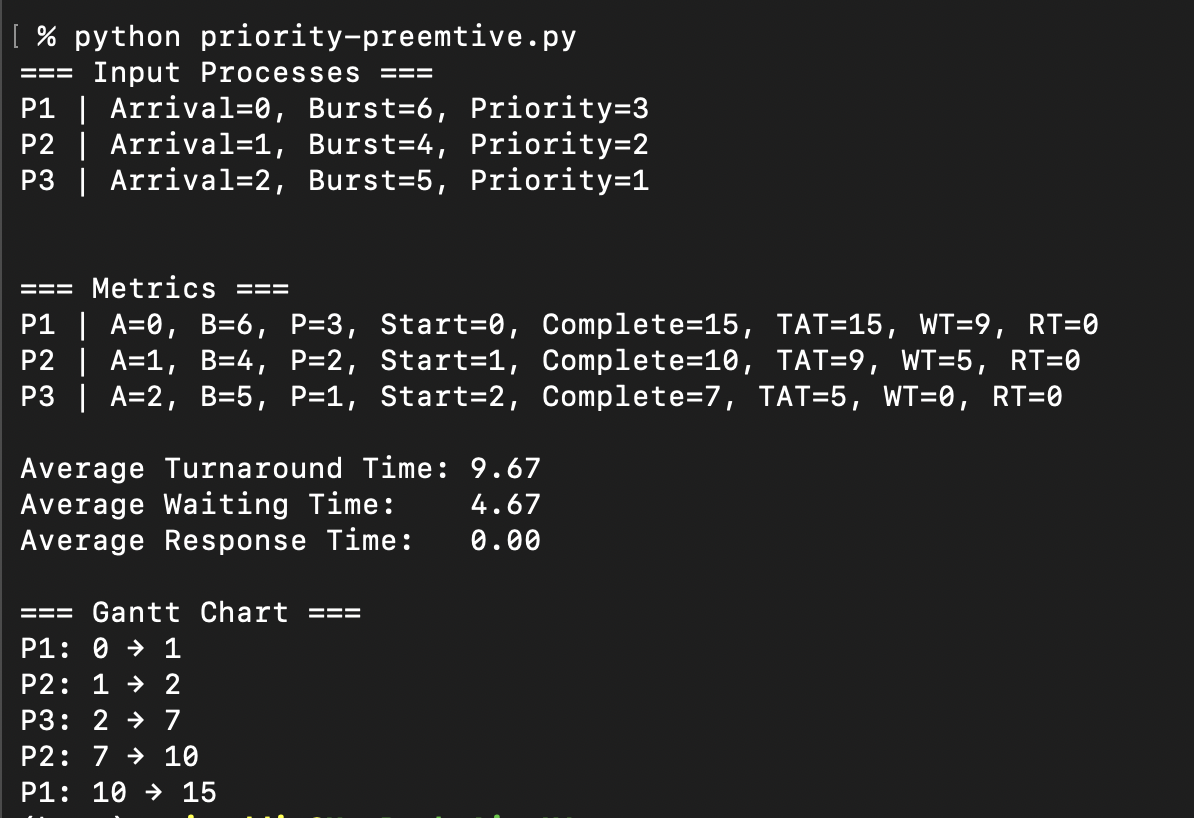 [ % python priority-preemtive.py
=== Input Processes ===
P1 | Arrival=0, Burst=6, Priority=3
P2 | Arrival=1, Burst=4, Priority=2
P3 | Arrival=2, Burst=5, Priority=1
=== Metrics ===
P1 | A=0, B=6, P=3, Start=0, Complete=15, TAT=15, WT=9, RT=0
P2 | A=1, B=4, P=2, Start=1, Complete=10, TAT=9, WT=5, RT=0
P3 | A=2, B=5, P=1, Start=2, Complete=7, TAT=5, WT=0, RT=0
Average Turnaround Time: 9.67
Average Waiting Time: 4.67
Average Response Time: 0.00
=== Gantt Chart ===
P1: 0 → 1
P2: 1 → 2
P3: 2 → 7
P2: 7 → 10
P1: 10 → 15